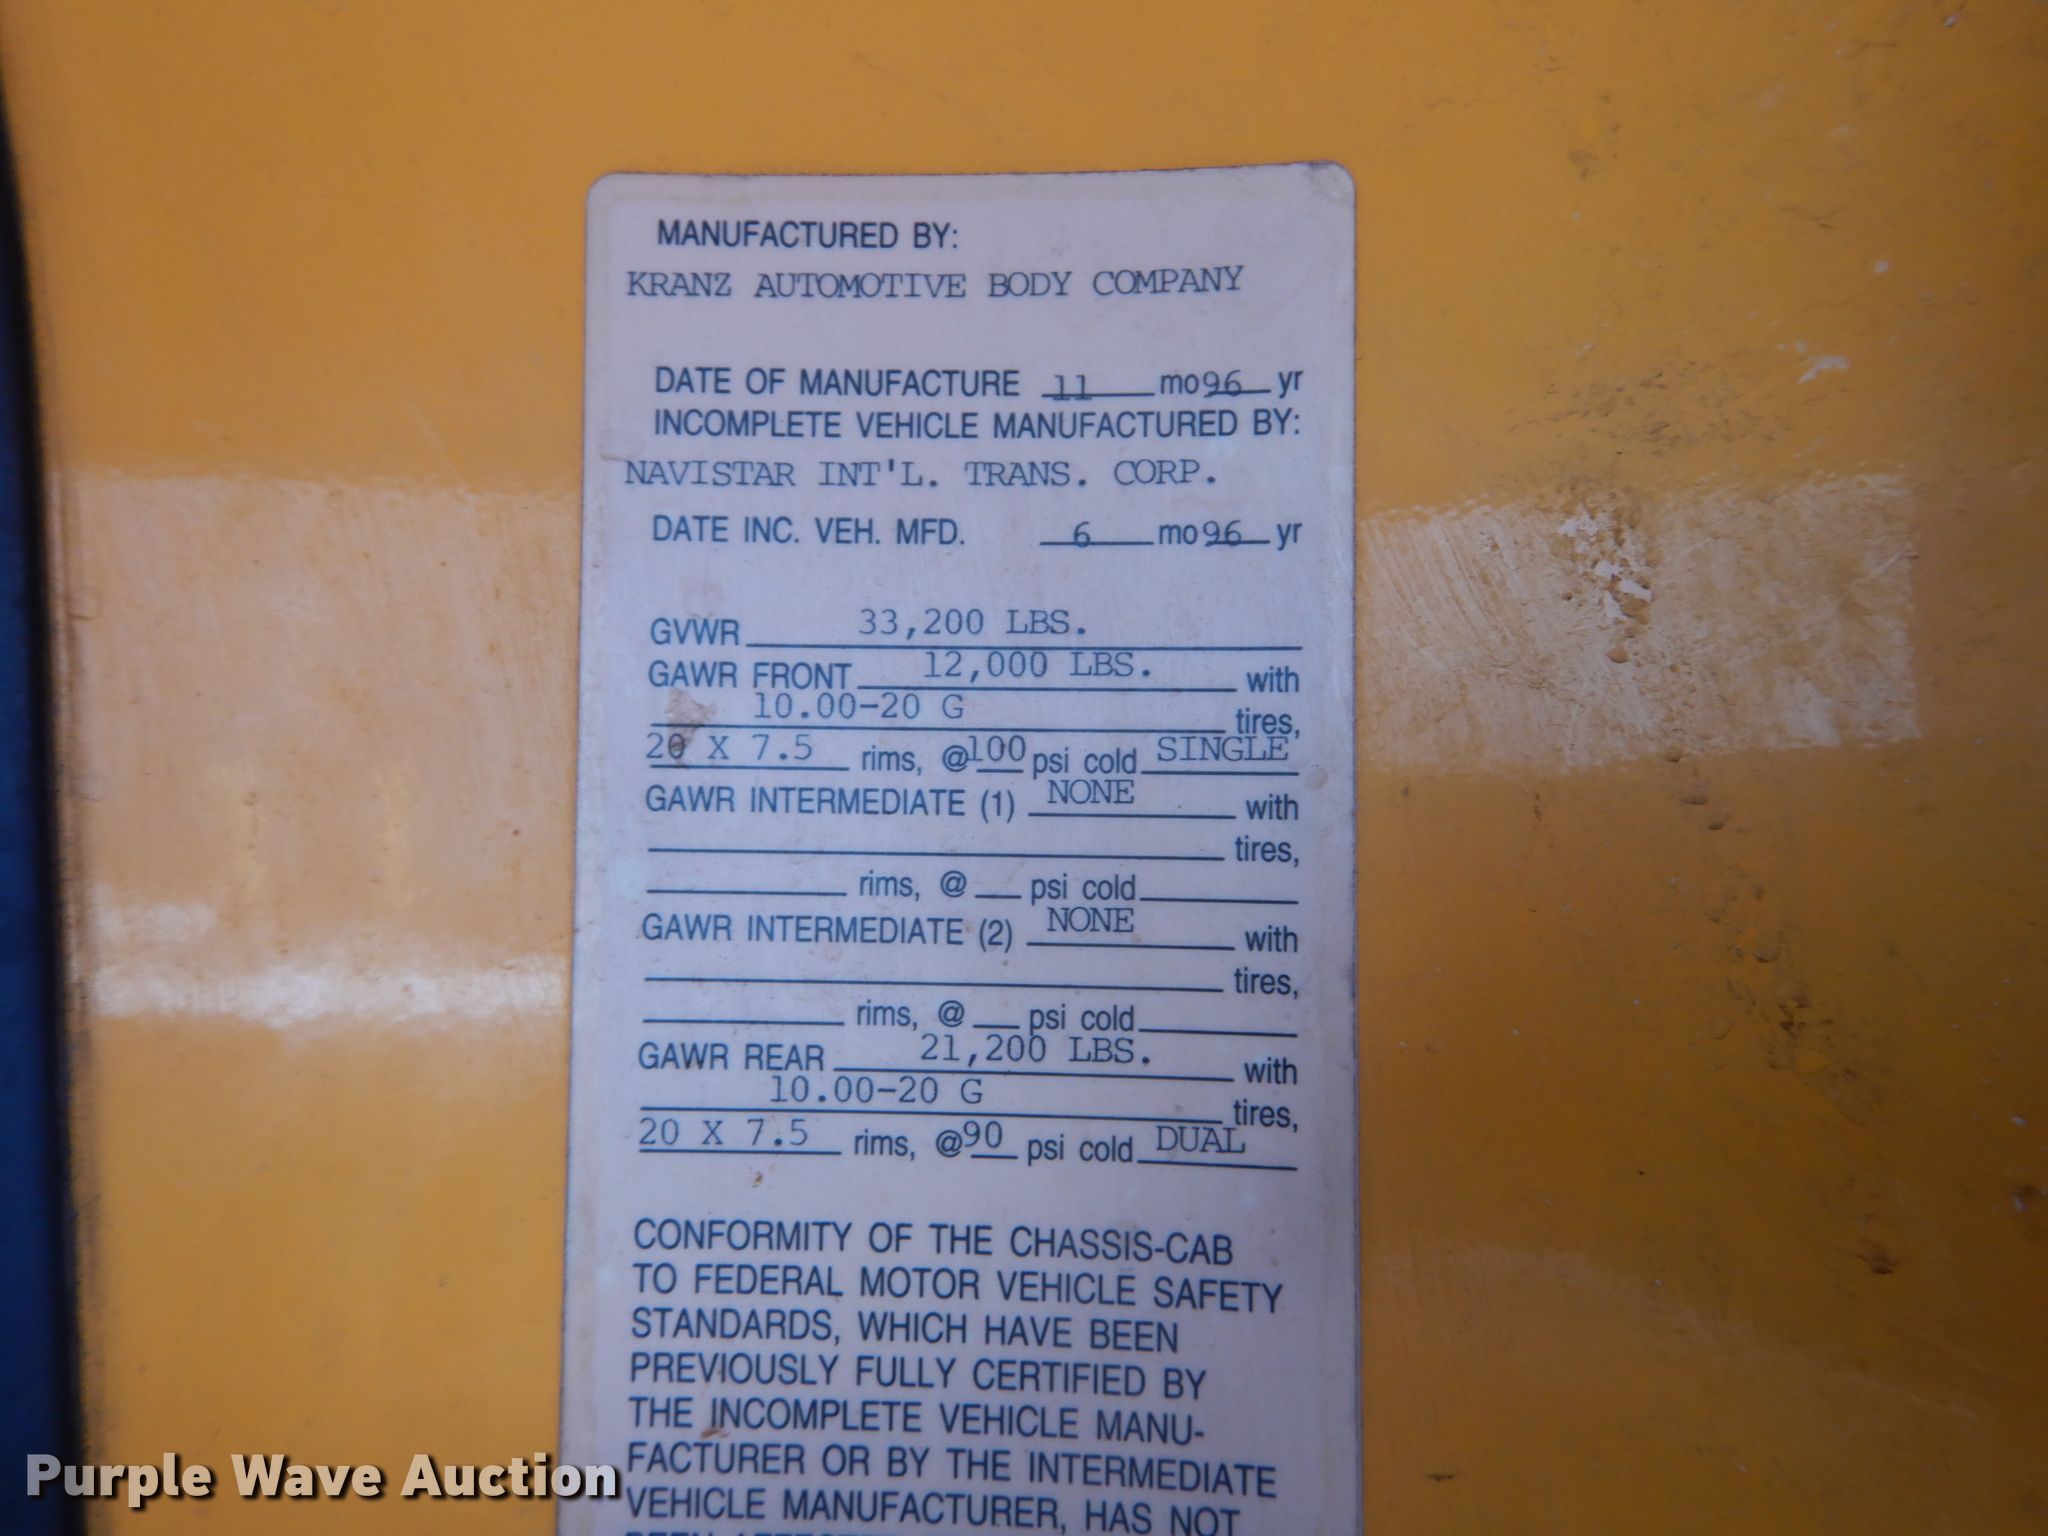 MANUFACTURED BY:
KRANZ AUTOMOTIVE BODY COMPANY
DATE OF MANUFACTURE 11 mo 96 yr
INCOMPLETE VEHICLE MANUFACTURED BY:
NAVISTAR INT'L. TRANS. CORP.
DATE INC. VEH. MFD. 6 mo 96 yr
GVWR 33,200 LBS.
GAWR FRONT 12,000 LBS. with
10.00-20 G tires,
20 X 7.5 rims, @100 psi cold SINGLE
GAWR INTERMEDIATE (1) NONE with
tires,
rims, @ psi cold
GAWR INTERMEDIATE (2) NONE with
tires,
rims, @ psi cold
GAWR REAR 21,200 LBS. with
10.00-20 G tires,
20 X 7.5 rims, @90 psi cold DUAL
CONFORMITY OF THE CHASSIS-CAB
TO FEDERAL MOTOR VEHICLE SAFETY
STANDARDS, WHICH HAVE BEEN
PREVIOUSLY FULLY CERTIFIED BY
THE INCOMPLETE VEHICLE MANU-
FACTURER OR BY THE INTERMEDIATE
VEHICLE MANUFACTURER, HAS NOT
Purple Wave Auction